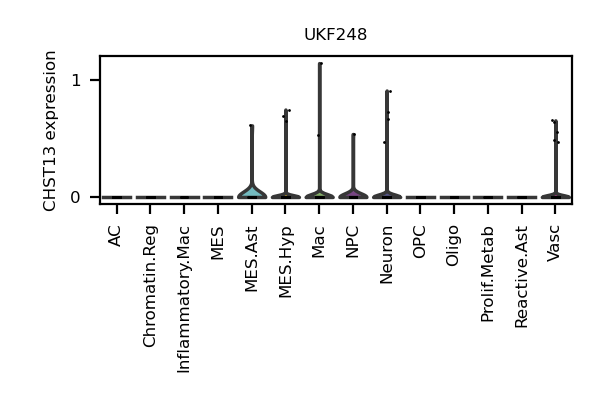 UKF248
CHST13 expression
1
0
AC
Chromatin.Reg
Inflammatory.Mac
MES
MES.Ast
MES.Hyp
Mac
NPC
Neuron
OPC
Oligo
Prolif.Metab
Reactive.Ast
Vasc